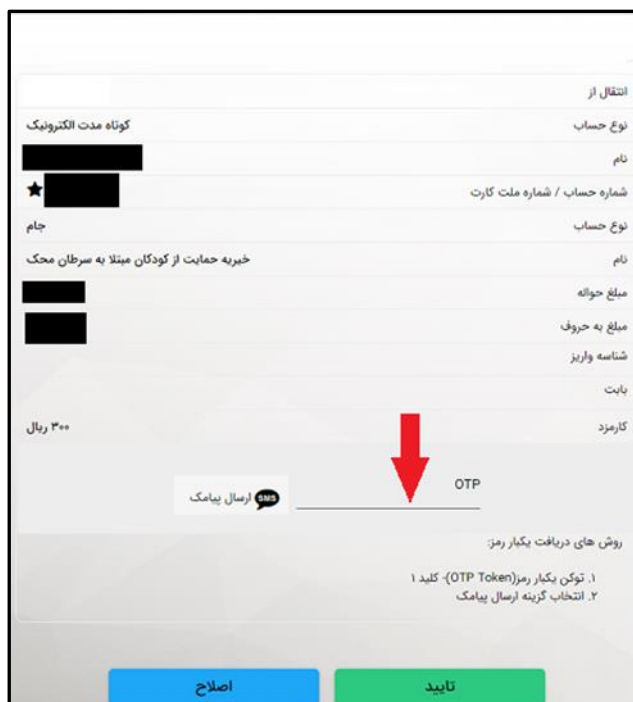 انتقال از
نوع حساب کوتاه مدت الکترونیک
نام
شماره حساب / شماره ملت کارت
نوع حساب جام
نام خیریه حمایت از کودکان مبتلا به سرطان محک
مبلغ حواله
مبلغ به حروف
شناسه واریز
بابت
کارمزد ۳۰۰ ریال
OTP
SMS ارسال پیامک
روش های دریافت یکبار رمز:
۱. توکن یکبار رمز(OTP Token)- کلید ۱
۲. انتخاب گزینه ارسال پیامک
تایید اصلاح